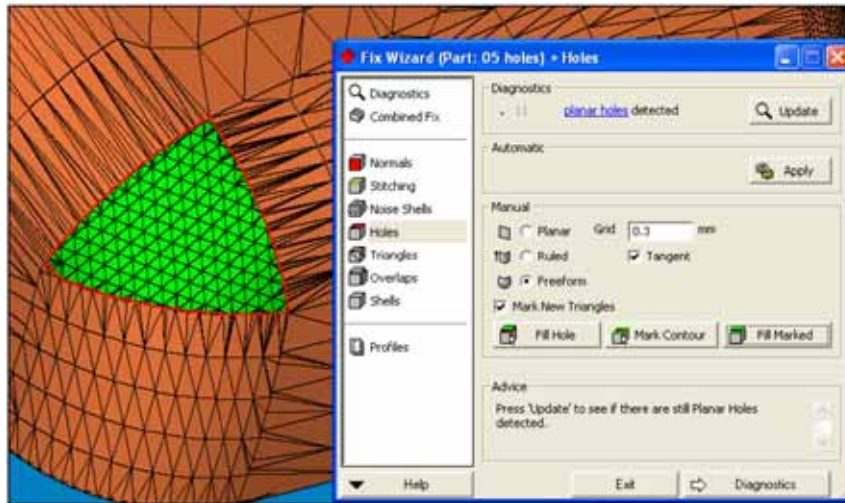 Fix Wizard (Part: 05 holes) • Holes
Diagnostics
Combined Fix
Normals
Stitching
Noise Shells
Holes
Triangles
Overlaps
Shells
Profiles
Help
Diagnostics
planar holes detected
Update
Automatic
Apply
Manual
Planar Grid 0.3 mm
Ruled Tangent
Freeform
Mark New Triangles
Fill Hole Mark Contour Fill Marked
Advice
Press 'Update' to see if there are still Planar Holes
detected.
Exit Diagnostics